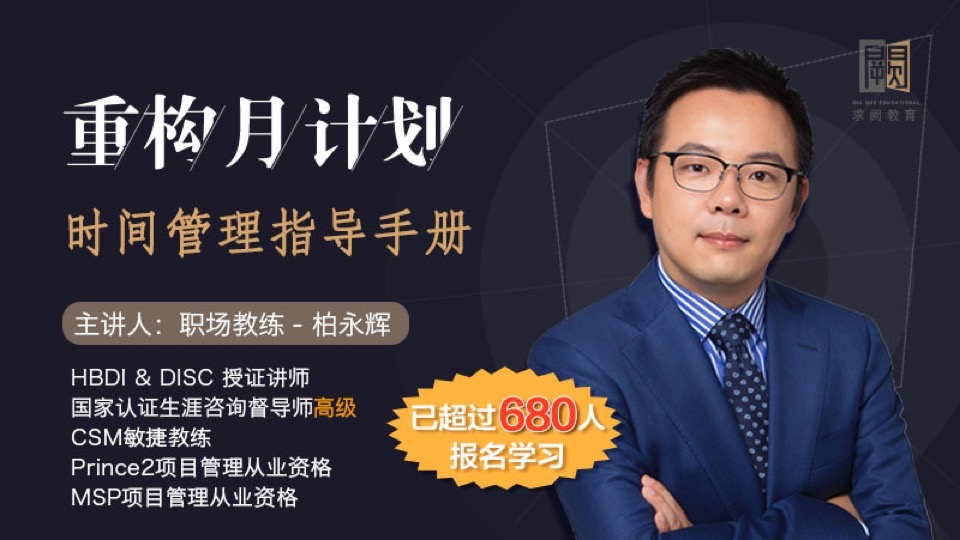 重构月计划
时间管理指导手册
主讲人：职场教练 - 柏永辉
HBDI & DISC 授证讲师
国家认证生涯咨询督导师高级
CSM敏捷教练
Prince2项目管理从业资格
MSP项目管理从业资格
已超过680人
报名学习
QIU QUE EDUCATIONAL
求阙教育